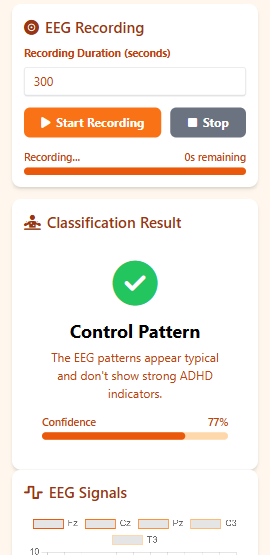 EEG Recording
Recording Duration (seconds)
300
Start Recording
Stop
Recording...
0s remaining
Classification Result
Control Pattern
The EEG patterns appear typical
and don't show strong ADHD
indicators.
Confidence
77%
EEG Signals
Fz
Cz
Pz
C3
T3
10